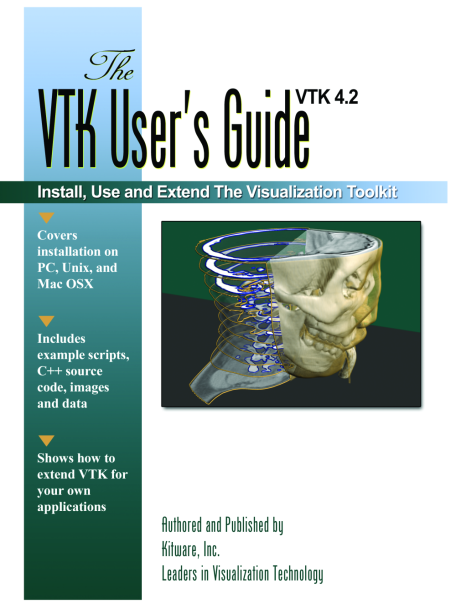 The
VTK User's Guide
VTK 4.2
Install, Use and Extend The Visualization Toolkit
Covers
installation on
PC, Unix, and
Mac OSX
Includes
example scripts,
C++ source
code, images
and data
Shows how to
extend VTK for
your own
applications
Authored and Published by
Kitware, Inc.
Leaders in Visualization Technology